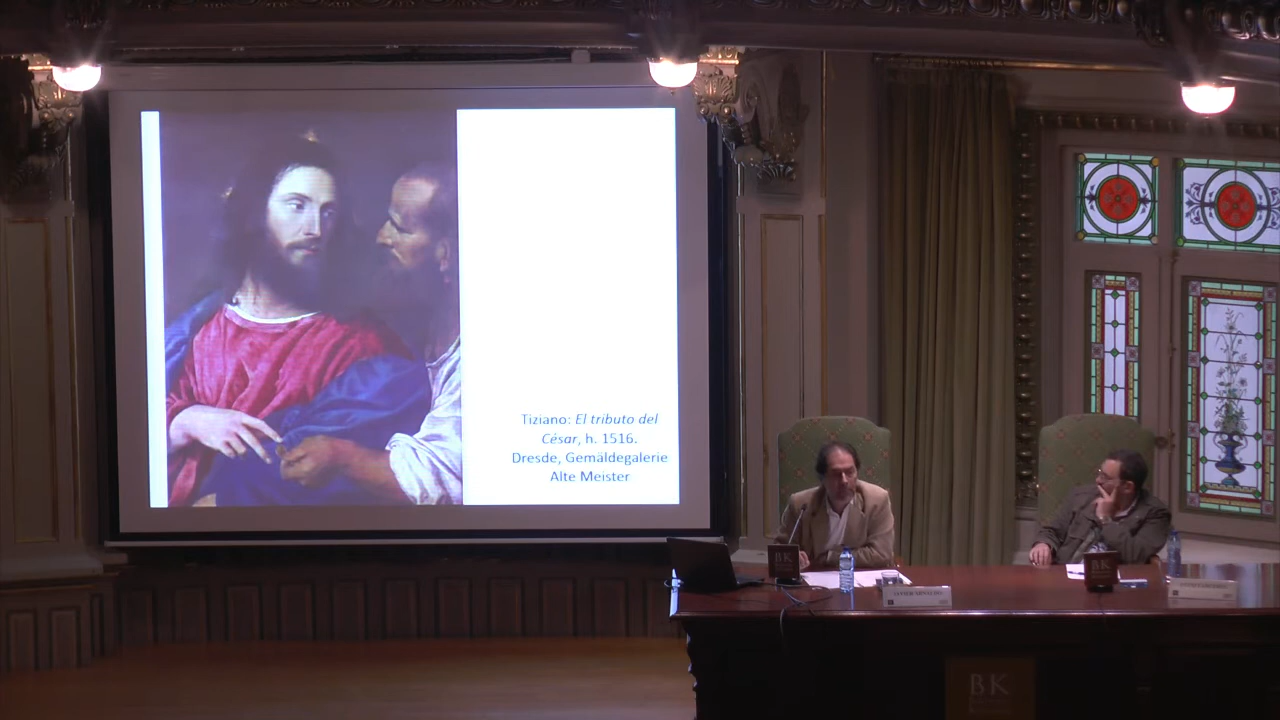 Tiziano: El tributo del
César, h. 1516.
Dresde, Gemäldegalerie
Alte Meister
BK
BK
BK